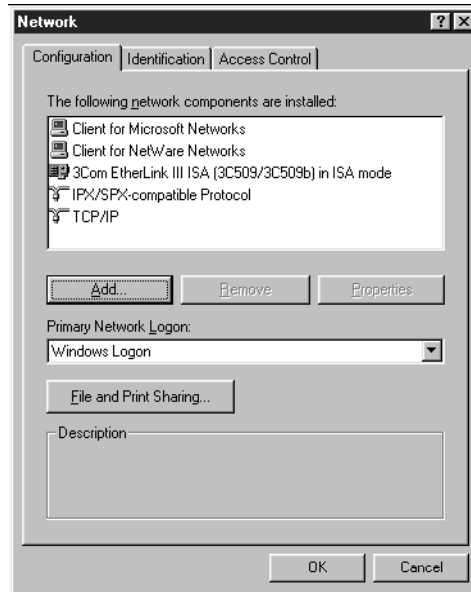 Network
Configuration Identification Access Control
The following network components are installed:
Client for Microsoft Networks
Client for NetWare Networks
3Com EtherLink III ISA (3C509/3C509b) in ISA mode
IPX/SPX-compatible Protocol
TCP/IP
Add... Remove Properties
Primary Network Logon:
Windows Logon
File and Print Sharing...
Description
OK Cancel